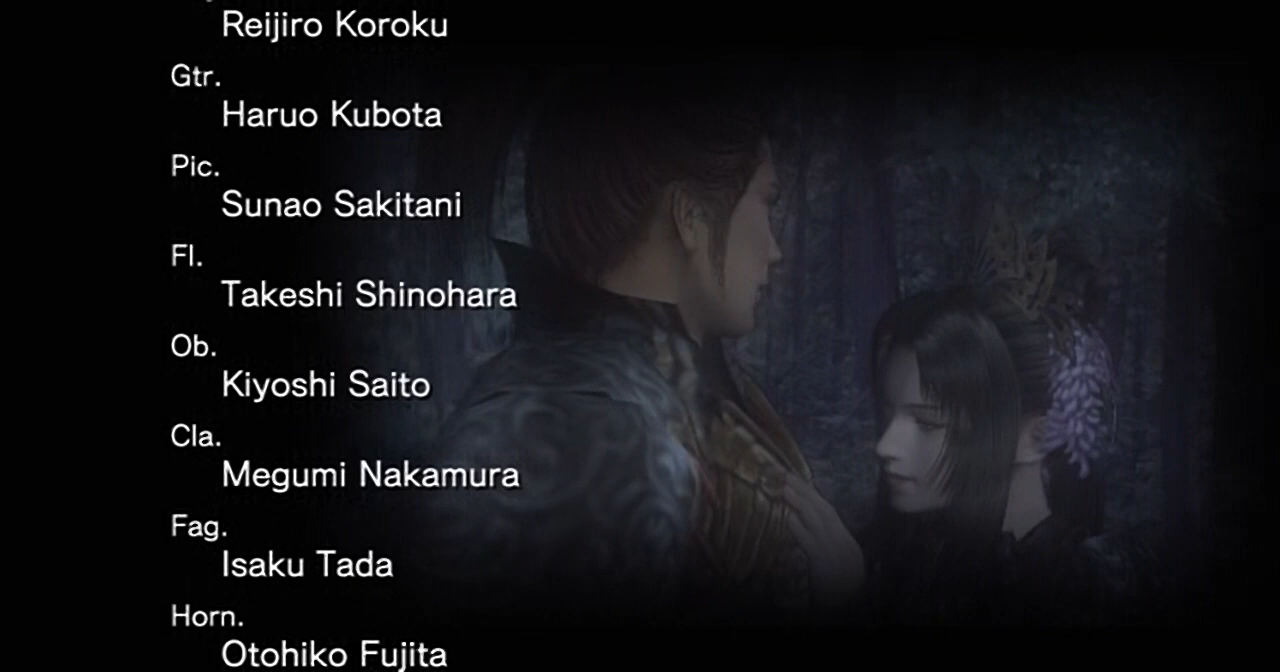 Reijiro Koroku
Gtr.
Haruo Kubota
Pic.
Sunao Sakitani
Fl.
Takeshi Shinohara
Ob.
Kiyoshi Saito
Cla.
Megumi Nakamura
Fag.
Isaku Tada
Horn.
Otohiko Fujita